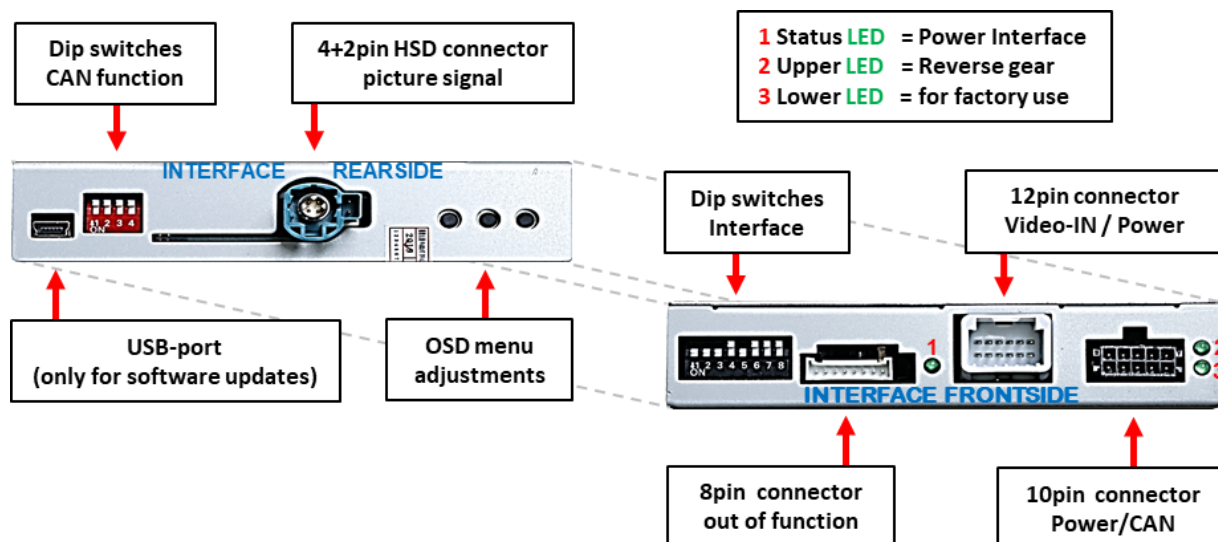 Dip switches
CAN function
4+2pin HSD connector
picture signal
1 Status LED = Power Interface
2 Upper LED = Reverse gear
3 Lower LED = for factory use
INTERFACE REARSIDE
1 2 3 4
ON
USB-port
(only for software updates)
OSD menu
adjustments
Dip switches
Interface
12pin connector
Video-IN / Power
1
2
3
1 2 3 4 5 6 7 8
ON
INTERFACE FRONTSIDE
8pin connector
out of function
10pin connector
Power/CAN